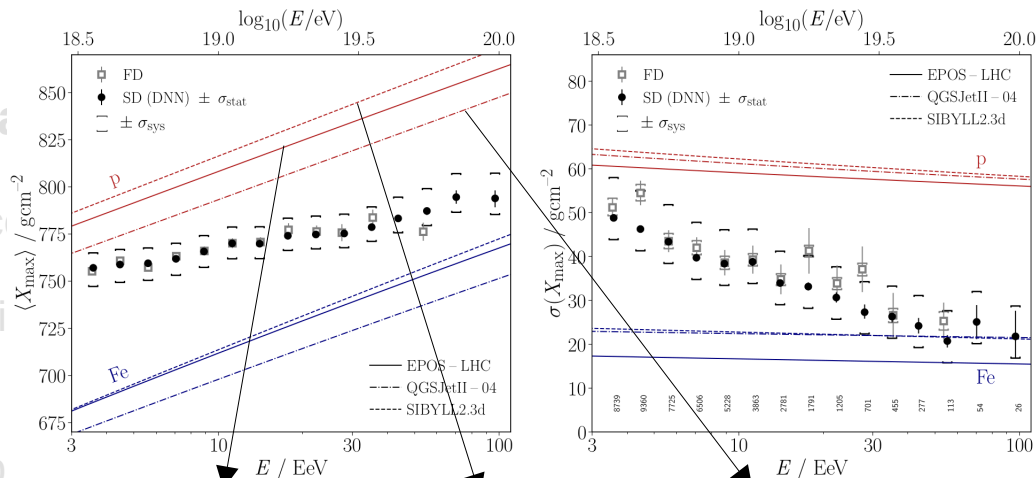 log₁₀(E/eV)
18.5 19.0 19.5 20.0
850
825
800
775
750
725
700
675
⟨Xmax⟩ / gcm⁻²
FD
SD (DNN) ± σstat
± σsys
p
Fe
EPOS – LHC
QGSJetII – 04
SIBYLL2.3d
3 10 30 100
E / EeV
log₁₀(E/eV)
18.5 19.0 19.5 20.0
80
70
60
50
40
30
20
10
0
σ(Xmax) / gcm⁻²
FD
SD (DNN) ± σstat
± σsys
EPOS – LHC
QGSJetII – 04
SIBYLL2.3d
p
Fe
8739 9360 7725 6506 5228 3863 2781 1791 1205 701 455 277 113 54 26
3 10 30 100
E / EeV